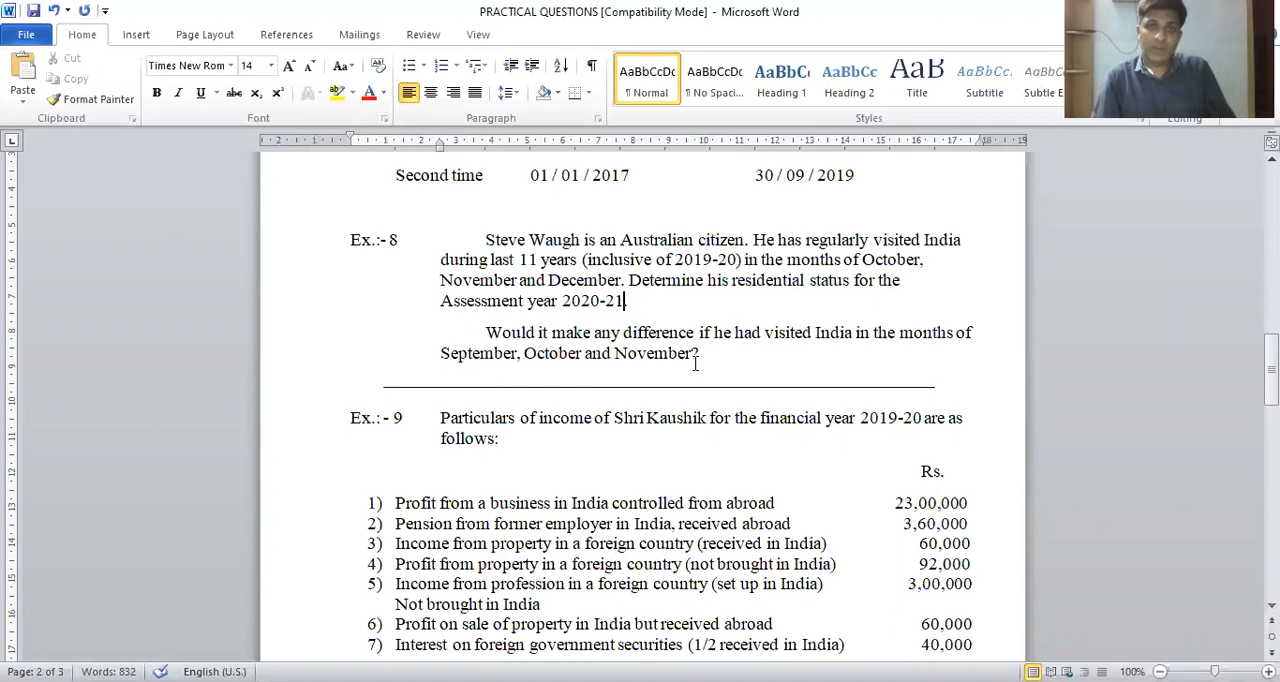 PRACTICAL QUESTIONS [Compatibility Mode] - Microsoft Word
File Home Insert Page Layout References Mailings Review View
Paste
Cut
Copy
Format Painter
Clipboard
Times New Rom 14
Font
Paragraph
AaBbCcDc AaBbCcDc AaBbCc AaBbCc AaB AaBbCcDc AaBbCcDc
¶ Normal ¶ No Spaci... Heading 1 Heading 2 Title Subtitle Subtle E
Styles
Second time 01 / 01 / 2017 30 / 09 / 2019
Ex.:- 8 Steve Waugh is an Australian citizen. He has regularly visited India
during last 11 years (inclusive of 2019-20) in the months of October,
November and December. Determine his residential status for the
Assessment year 2020-21.
Would it make any difference if he had visited India in the months of
September, October and November?
Ex.: - 9 Particulars of income of Shri Kaushik for the financial year 2019-20 are as
follows:
Rs.
1) Profit from a business in India controlled from abroad 23,00,000
2) Pension from former employer in India, received abroad 3,60,000
3) Income from property in a foreign country (received in India) 60,000
4) Profit from property in a foreign country (not brought in India) 92,000
5) Income from profession in a foreign country (set up in India) 3,00,000
Not brought in India
6) Profit on sale of property in India but received abroad 60,000
7) Interest on foreign government securities (1/2 received in India) 40,000
Page: 2 of 3 Words: 832 English (U.S.) 100%